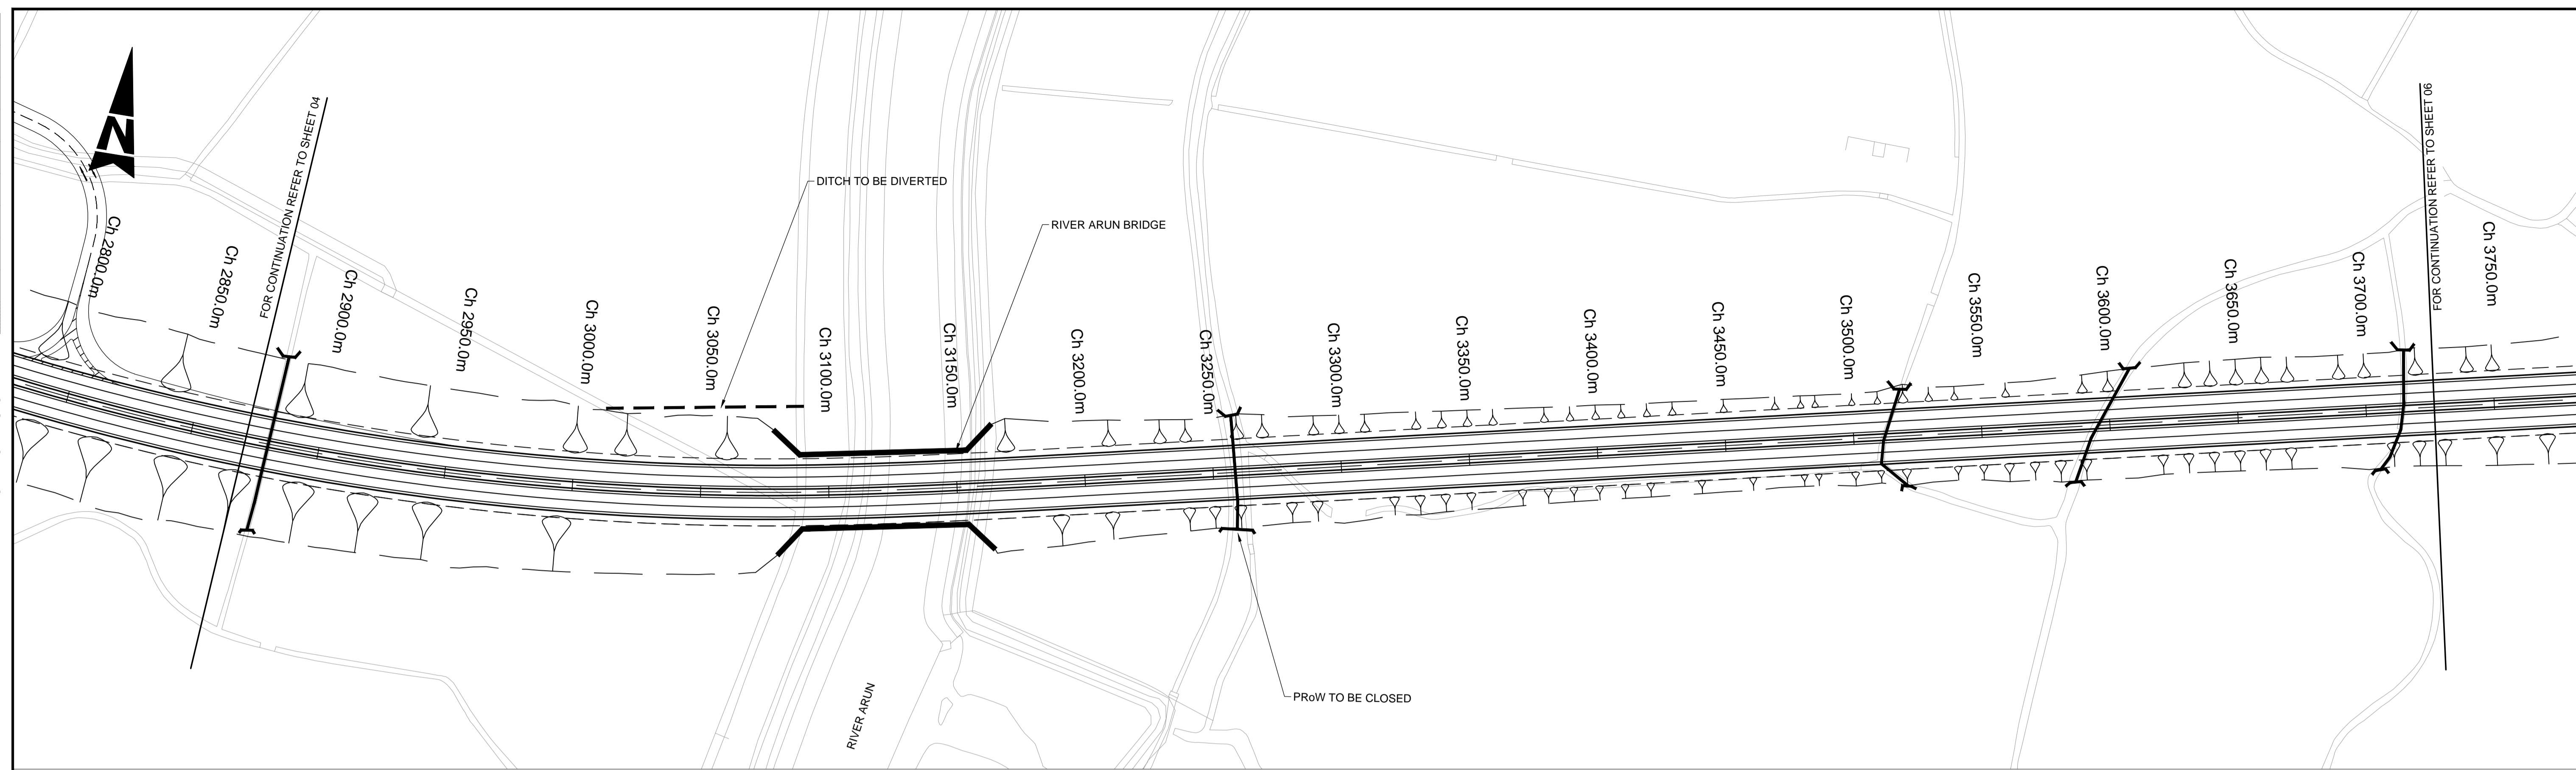 N
DITCH TO BE DIVERTED
RIVER ARUN BRIDGE
FOR CONTINUATION REFER TO SHEET 04
FOR CONTINUATION REFER TO SHEET 06
Ch 2800.0m
Ch 2850.0m
Ch 2900.0m
Ch 2950.0m
Ch 3000.0m
Ch 3050.0m
Ch 3100.0m
Ch 3150.0m
Ch 3200.0m
Ch 3250.0m
Ch 3300.0m
Ch 3350.0m
Ch 3400.0m
Ch 3450.0m
Ch 3500.0m
Ch 3550.0m
Ch 3600.0m
Ch 3650.0m
Ch 3700.0m
Ch 3750.0m
RIVER ARUN
PRoW TO BE CLOSED